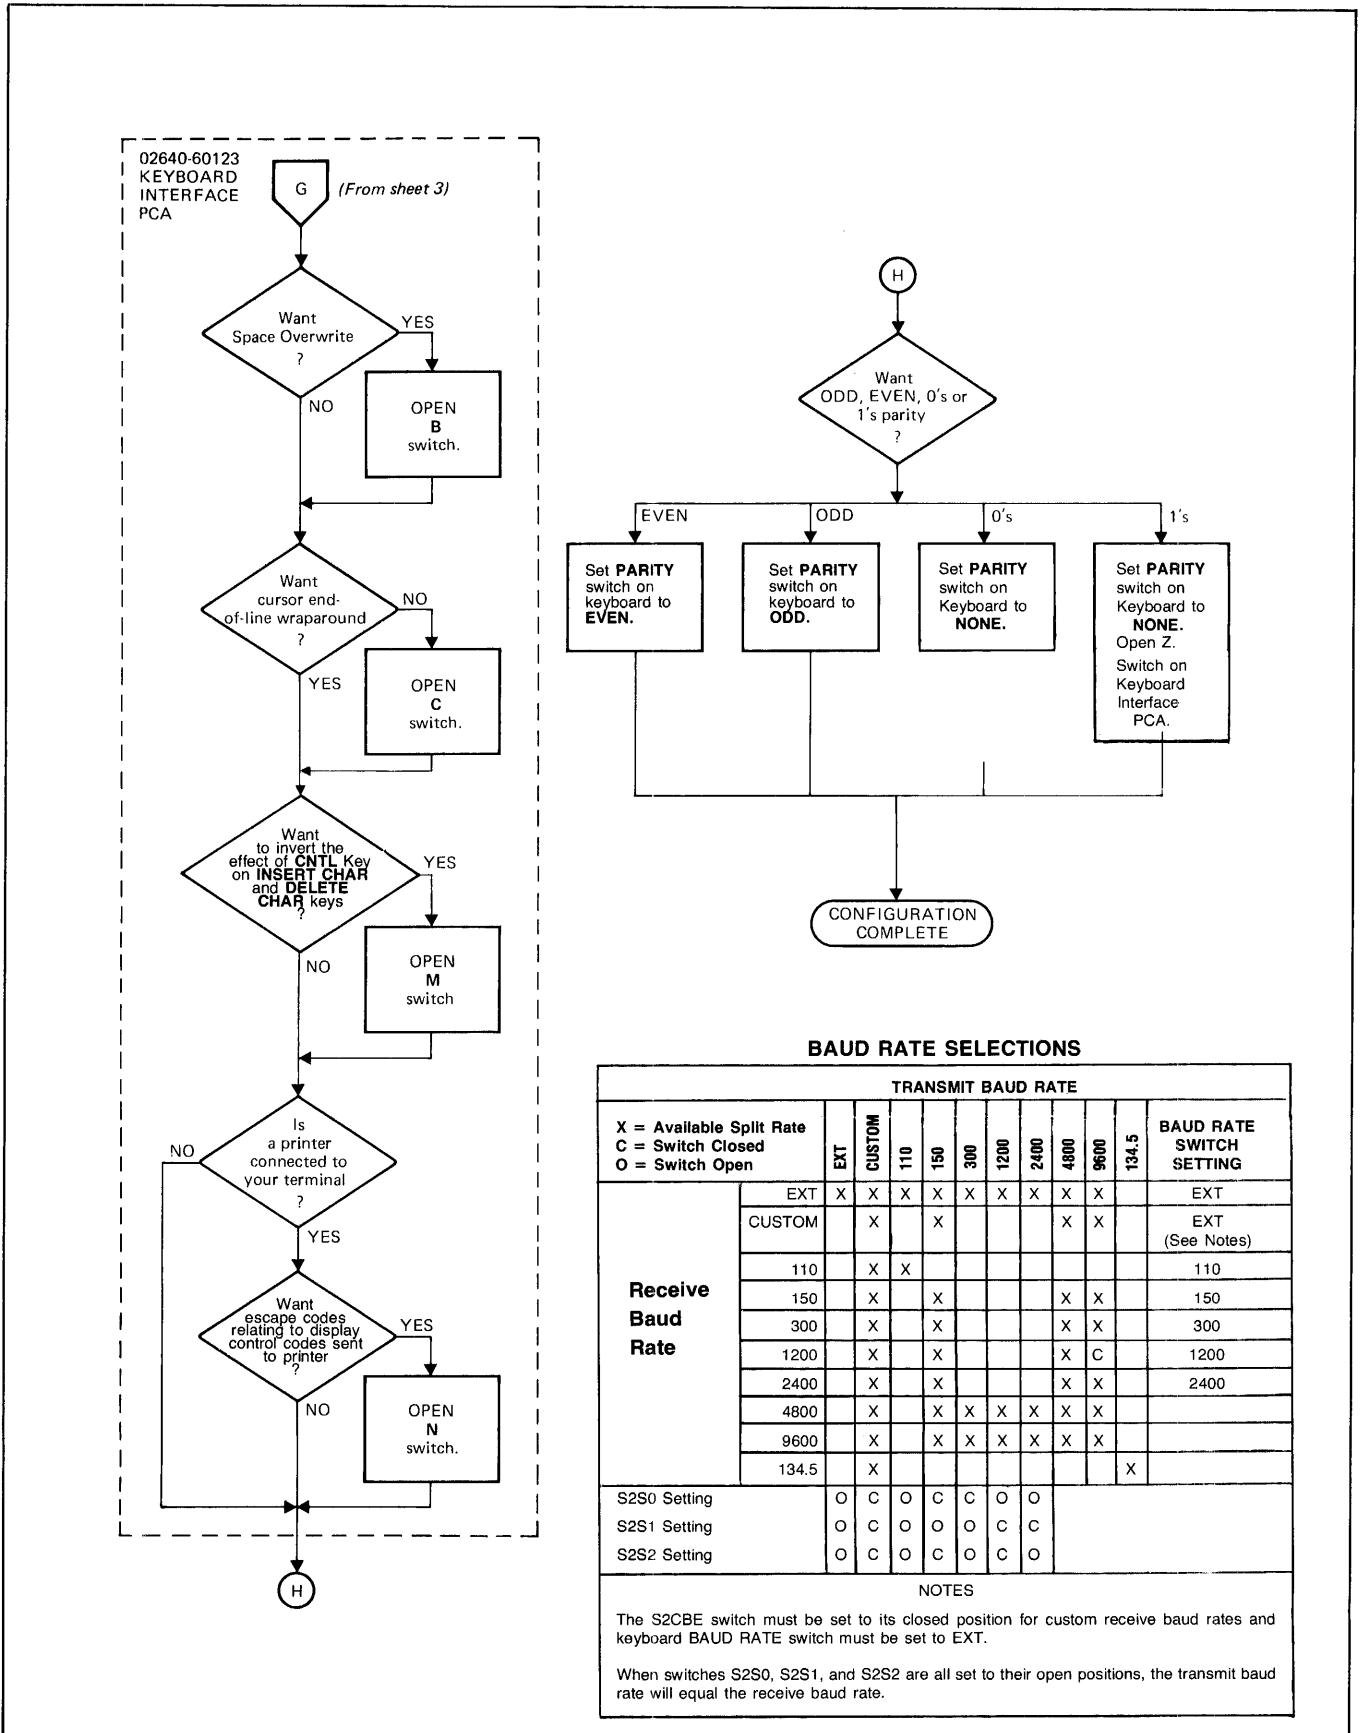 02640-60123
KEYBOARD
INTERFACE
PCA
G
(From sheet 3)
Want
Space Overwrite
?
YES
NO
OPEN
B
switch.
Want
cursor end-
of-line wraparound
?
NO
YES
OPEN
C
switch.
Want
to invert the
effect of CNTL Key
on INSERT CHAR
and DELETE
CHAR keys
?
YES
NO
OPEN
M
switch
Is
a printer
connected to
your terminal
?
NO
YES
Want
escape codes
relating to display
control codes sent
to printer
?
YES
NO
OPEN
N
switch.
H
H
Want
ODD, EVEN, 0's or
1's parity
?
EVEN
ODD
0's
1's
Set PARITY
switch on
keyboard to
EVEN.
Set PARITY
switch on
keyboard to
ODD.
Set PARITY
switch on
Keyboard to
NONE.
Set PARITY
switch on
Keyboard to
NONE.
Open Z.
Switch on
Keyboard
Interface
PCA.
CONFIGURATION
COMPLETE
BAUD RATE SELECTIONS
TRANSMIT BAUD RATE
X = Available Split Rate
C = Switch Closed
O = Switch Open
EXT CUSTOM 110 150 300 1200 2400 4800 9600 134.5
BAUD RATE
SWITCH
SETTING
Receive
Baud
Rate
EXT X X X X X X X X X EXT
CUSTOM X X X X EXT
(See Notes)
110 X X 110
150 X X X X 150
300 X X X X 300
1200 X X X C 1200
2400 X X X X 2400
4800 X X X X X X X
9600 X X X X X X X
134.5 X X
S2S0 Setting O C O C C O O
S2S1 Setting O C O O O C C
S2S2 Setting O C O C O C O
NOTES
The S2CBE switch must be set to its closed position for custom receive baud rates and
keyboard BAUD RATE switch must be set to EXT.
When switches S2S0, S2S1, and S2S2 are all set to their open positions, the transmit baud
rate will equal the receive baud rate.